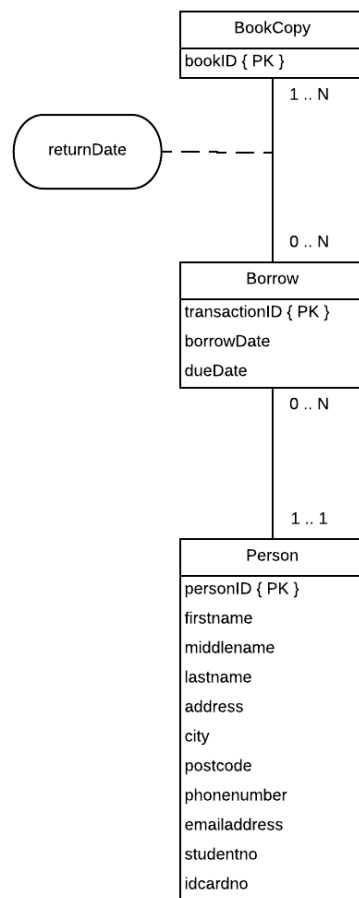 BookCopy
bookID { PK }
1 .. N
returnDate
0 .. N
Borrow
transactionID { PK }
borrowDate
dueDate
0 .. N
1 .. 1
Person
personID { PK }
firstname
middlename
lastname
address
city
postcode
phonenumber
emailaddress
studentno
idcardno